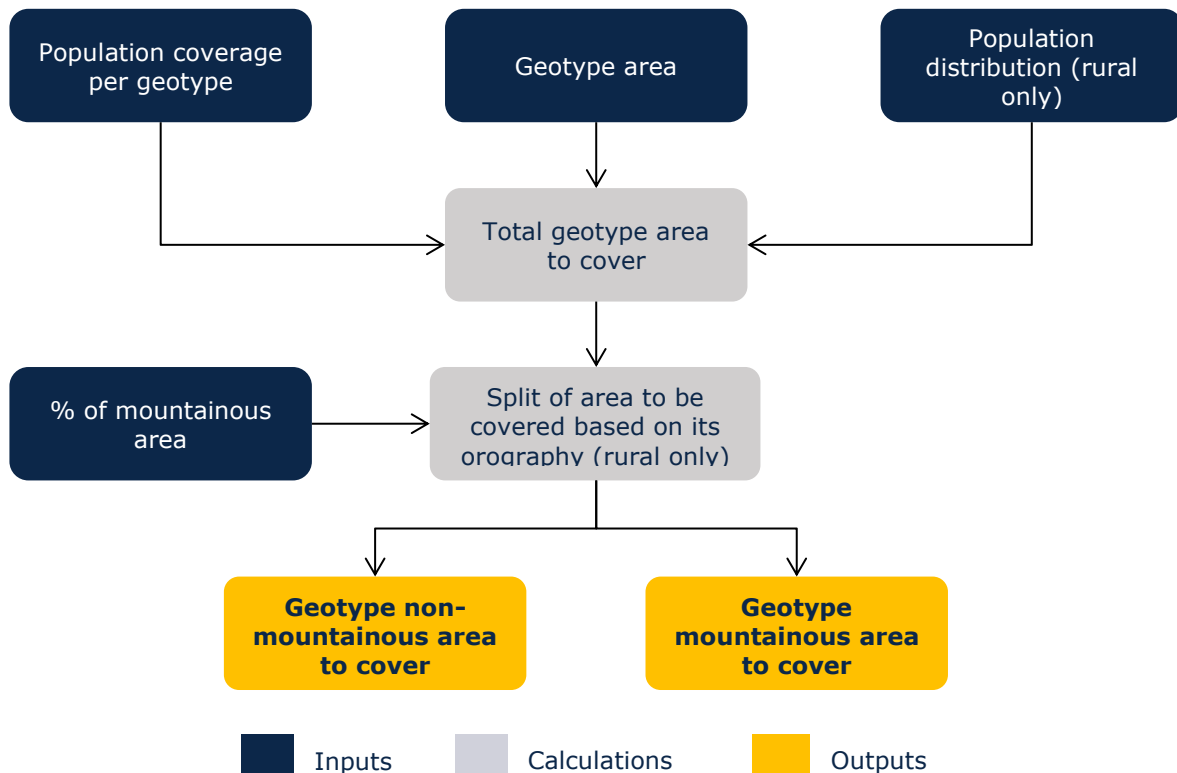 Population coverage
per geotype
Geotype area
Population
distribution (rural
only)
Total geotype area
to cover
% of mountainous
area
Split of area to be
covered based on its
orography (rural only)
Geotype non-
mountainous area
to cover
Geotype
mountainous area
to cover
Inputs
Calculations
Outputs